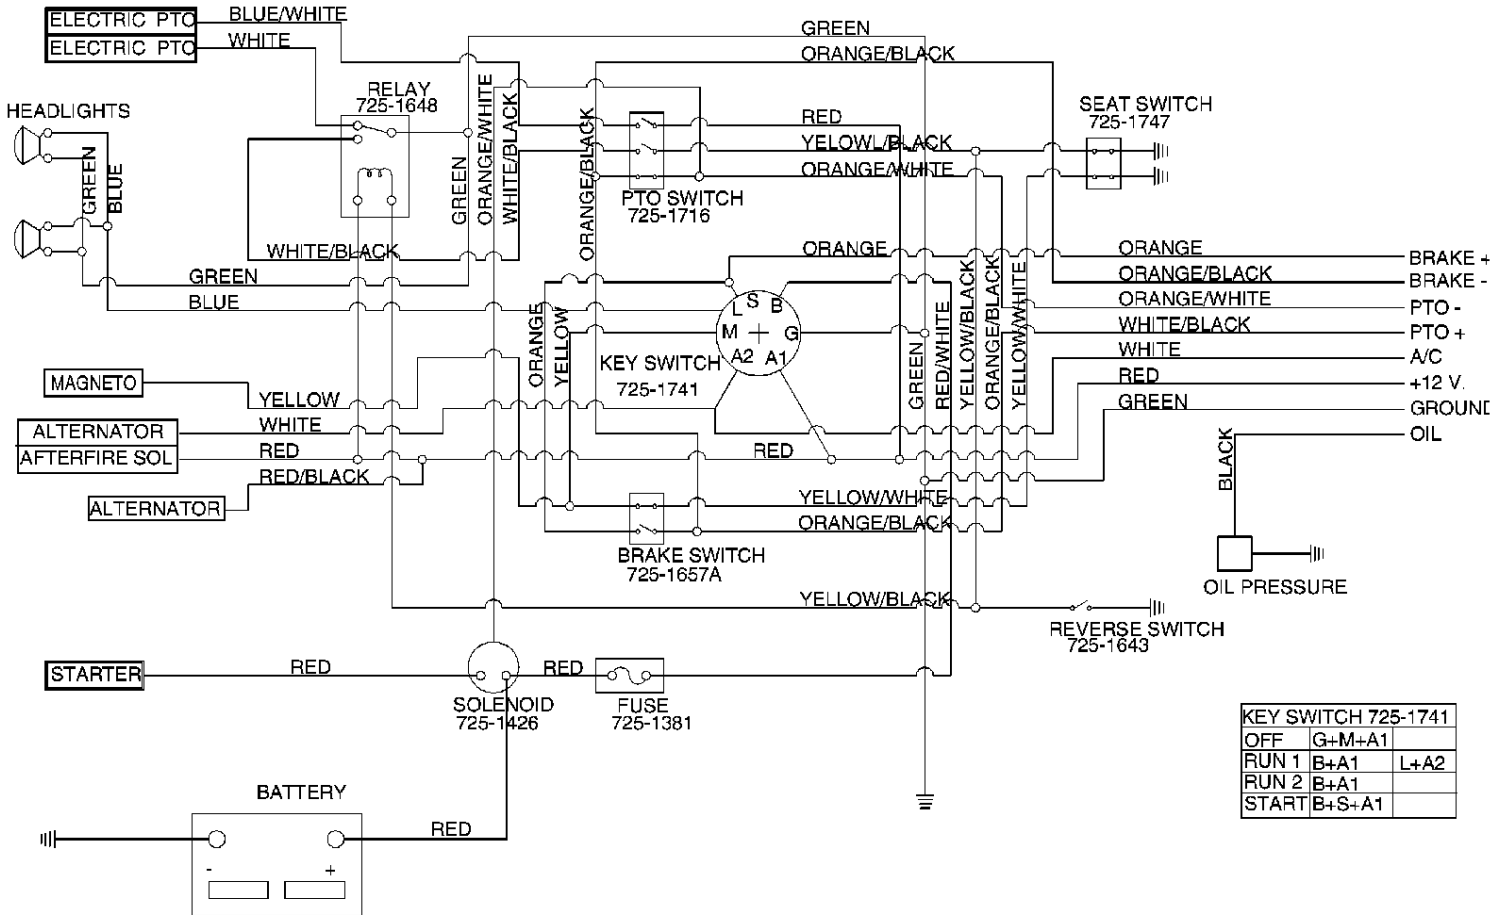 ELECTRIC PTO
BLUE/WHITE
ELECTRIC PTO
WHITE
GREEN
ORANGE/BLACK
HEADLIGHTS
RELAY
725-1648
ORANGE/WHITE
WHITE/BLACK
GREEN
ORANGE/BLACK
RED
YELOWL/BLACK
ORANGE/WHITE
SEAT SWITCH
725-1747
PTO SWITCH
725-1716
GREEN
BLUE
WHITE/BLACK
GREEN
BLUE
ORANGE
ORANGE
BRAKE +
ORANGE/BLACK
BRAKE -
ORANGE/WHITE
PTO -
WHITE/BLACK
PTO +
WHITE
A/C
RED
+12 V.
GREEN
GROUND
OIL
BLACK
L S B
M G
A2 A1
KEY SWITCH
725-1741
ORANGE
YELLOW
GREEN
RED/WHITE
YELLOW/BLACK
ORANGE/BLACK
YELLOW/WHITE
MAGNETO
YELLOW
ALTERNATOR
WHITE
AFTERFIRE SOL
RED
RED
RED/BLACK
ALTERNATOR
YELLOW/WHITE
ORANGE/BLACK
BRAKE SWITCH
725-1657A
OIL PRESSURE
YELLOW/BLACK
REVERSE SWITCH
725-1643
STARTER
RED
RED
SOLENOID
725-1426
FUSE
725-1381
BATTERY
RED
- +
KEY SWITCH 725-1741
OFF G+M+A1
RUN 1 B+A1 L+A2
RUN 2 B+A1
START B+S+A1